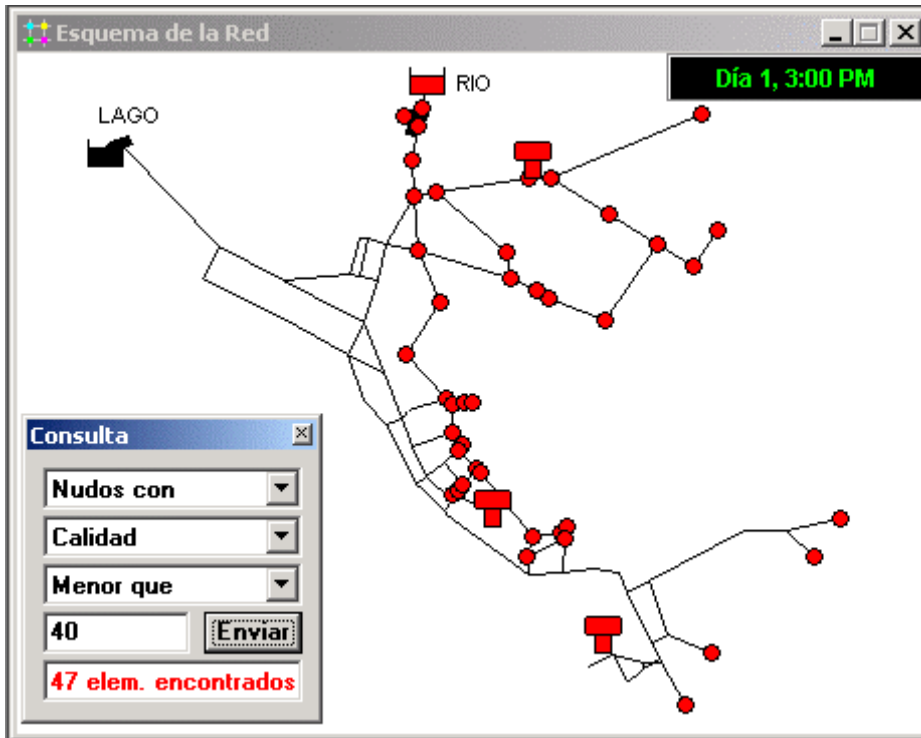 Esquema de la Red
Día 1, 3:00 PM
RIO
LAGO
Consulta
Nudos con
Calidad
Menor que
40
Enviar
47 elem. encontrados